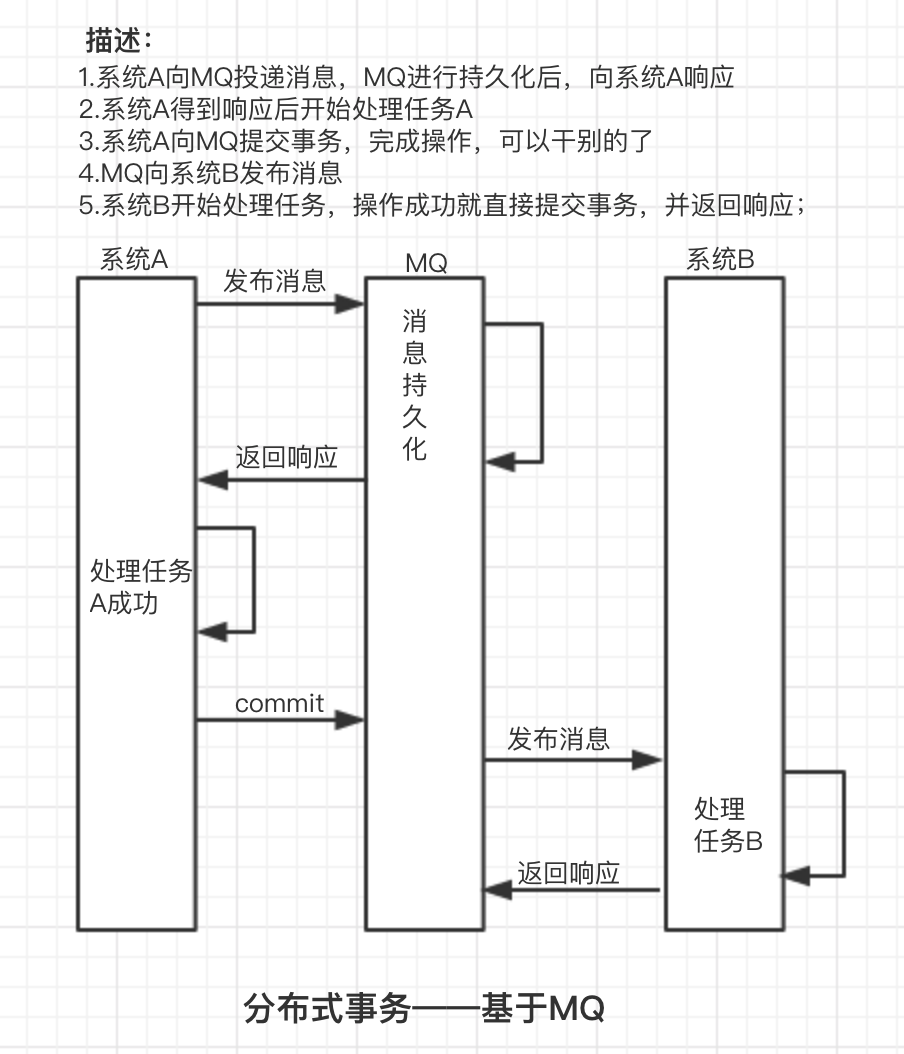 描述：
1.系统A向MQ投递消息，MQ进行持久化后，向系统A响应
2.系统A得到响应后开始处理任务A
3.系统A向MQ提交事务，完成操作，可以干别的了
4.MQ向系统B发布消息
5.系统B开始处理任务，操作成功就直接提交事务，并返回响应；
系统A
MQ
系统B
发布消息
消
息
持
久
化
返回响应
处理任务
A成功
commit
发布消息
处理
任务B
返回响应
分布式事务——基于MQ